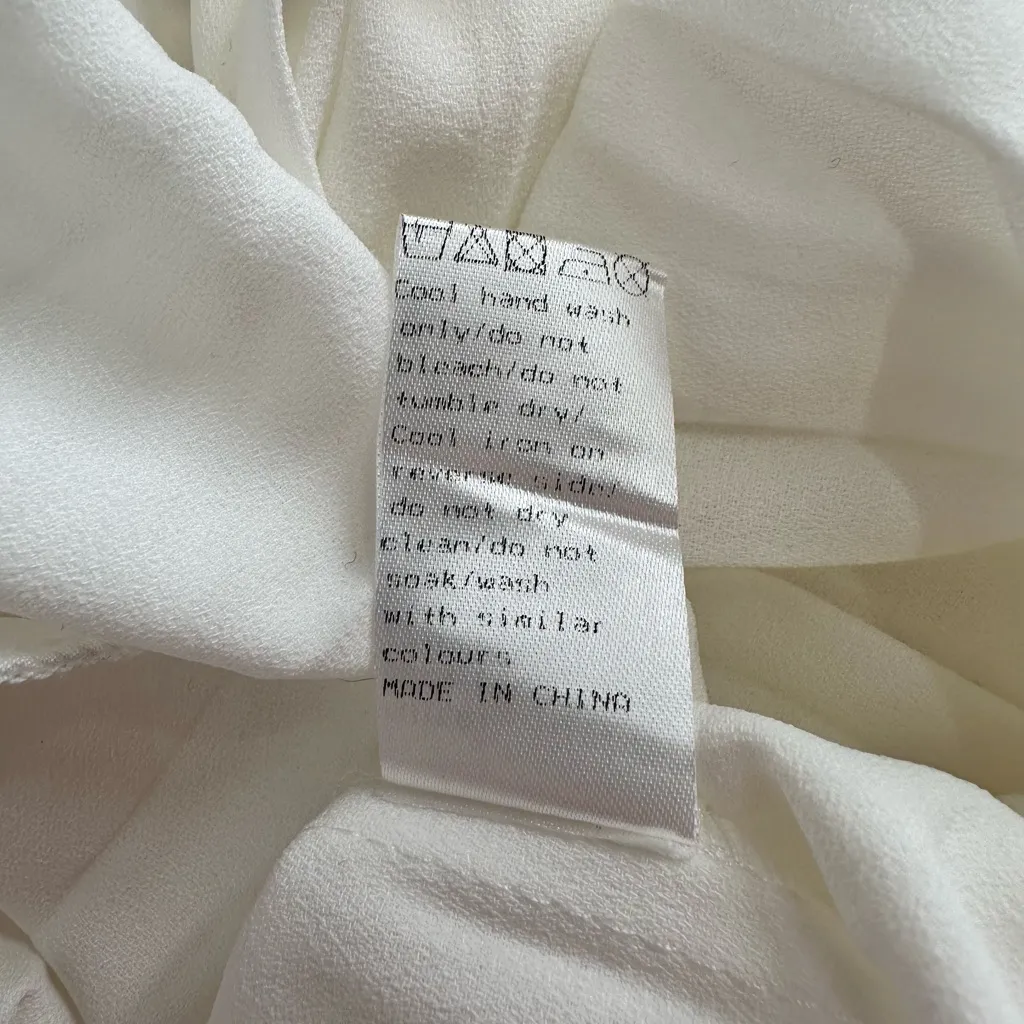 Cool hand wash
only/do not
bleach/do not
tumble dry/
Cool iron on
reverse side/
do not dry
clean/do not
soak/wash
with similar
colours
MADE IN CHINA